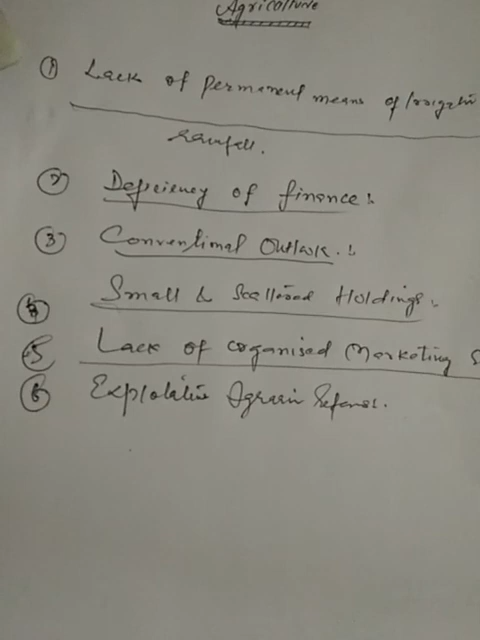 Agriculture
① Lack of permanent means of Irrigatio
rainfall.
② Deficiency of finance :
③ Conventional Outlook. :
④ Small & Scattered Holdings :
⑤ Lack of organised Marketing S
⑥ Exploitative Agrarian Reforms.